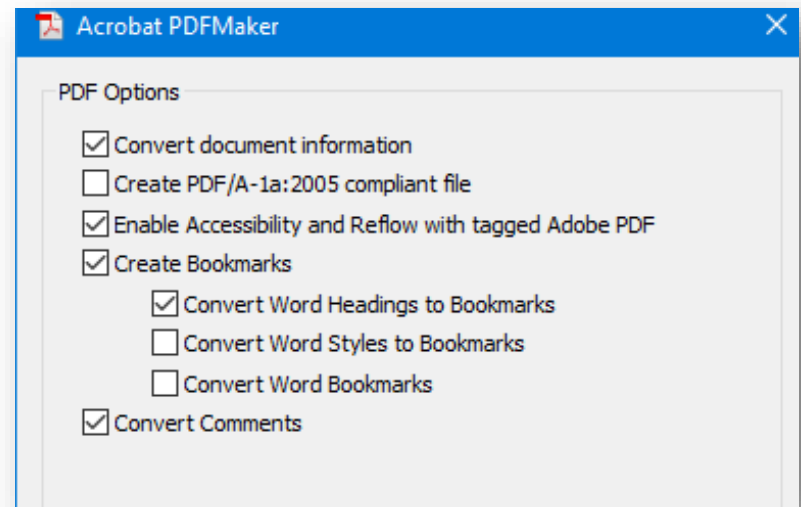 Acrobat PDFMaker
PDF Options
Convert document information
Create PDF/A-1a:2005 compliant file
Enable Accessibility and Reflow with tagged Adobe PDF
Create Bookmarks
Convert Word Headings to Bookmarks
Convert Word Styles to Bookmarks
Convert Word Bookmarks
Convert Comments